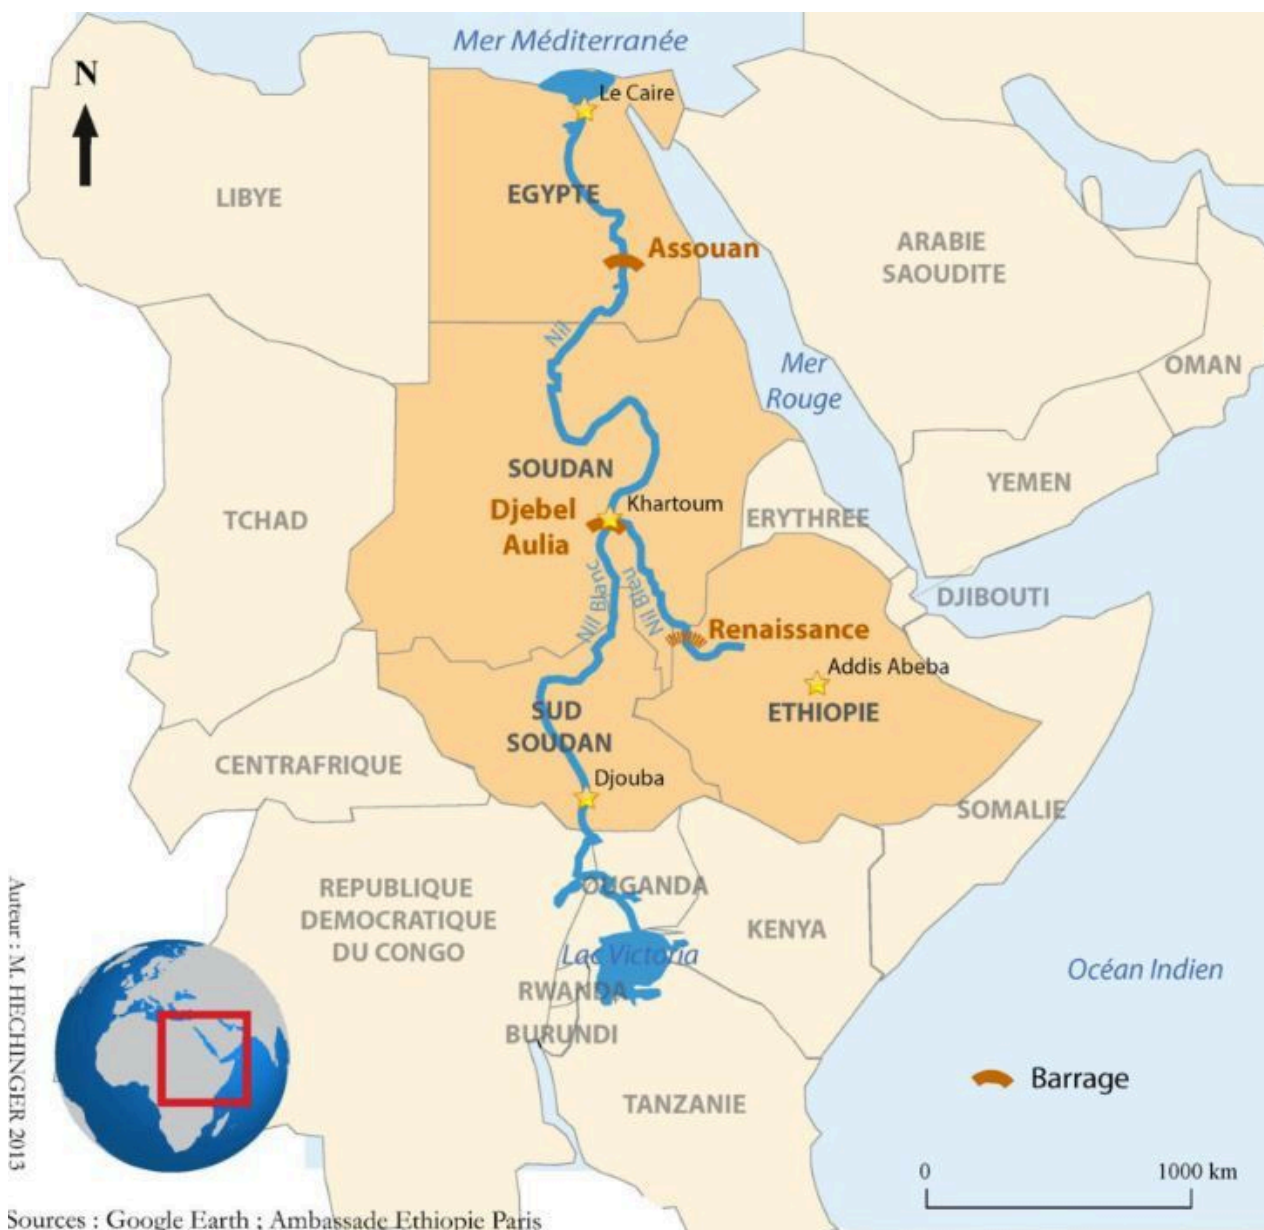 Mer Méditerranée
N
Le Caire
LIBYE
EGYPTE
Assouan
ARABIE
SAOUDITE
Nil
Mer
Rouge
OMAN
SOUDAN
YEMEN
Khartoum
Djebel
Aulia
TCHAD
ERYTHREE
Nil Blanc
Nil Bleu
DJIBOUTI
Renaissance
Addis Abeba
ETHIOPIE
SUD
SOUDAN
CENTRAFRIQUE
Djouba
SOMALIE
REPUBLIQUE
DEMOCRATIQUE
DU CONGO
OUGANDA
KENYA
Lac Victoria
Océan Indien
RWANDA
BURUNDI
Barrage
TANZANIE
Auteur : M. HECHINGER 2013
0 1000 km
Sources : Google Earth ; Ambassade Ethiopie Paris